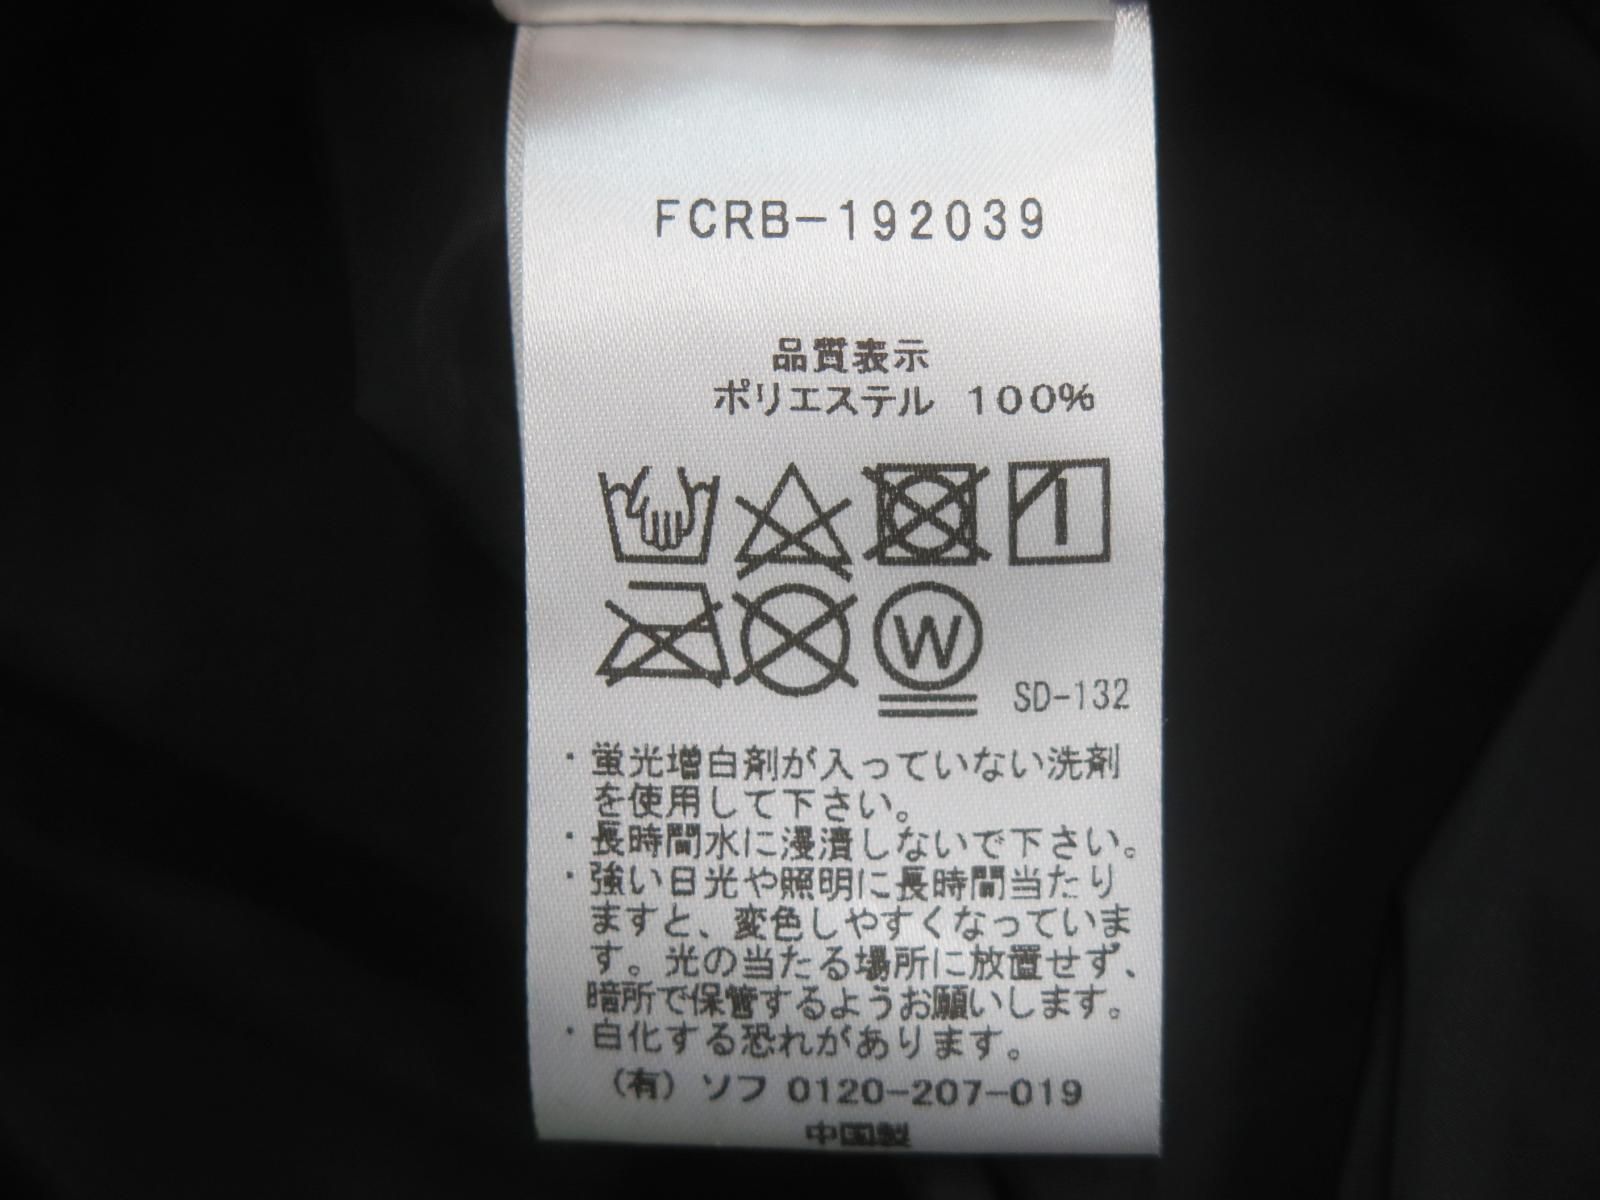 FCRB-192039
品質表示
ポリエステル 100%
W
SD-132
・蛍光増白剤が入っていない洗剤
を使用して下さい。
・長時間水に浸漬しないで下さい。
・強い日光や照明に長時間当たり
ますと、変色しやすくなっていま
す。光の当たる場所に放置せず、
暗所で保管するようお願いします。
・白化する恐れがあります。
(有) ソフ 0120-207-019
中国製